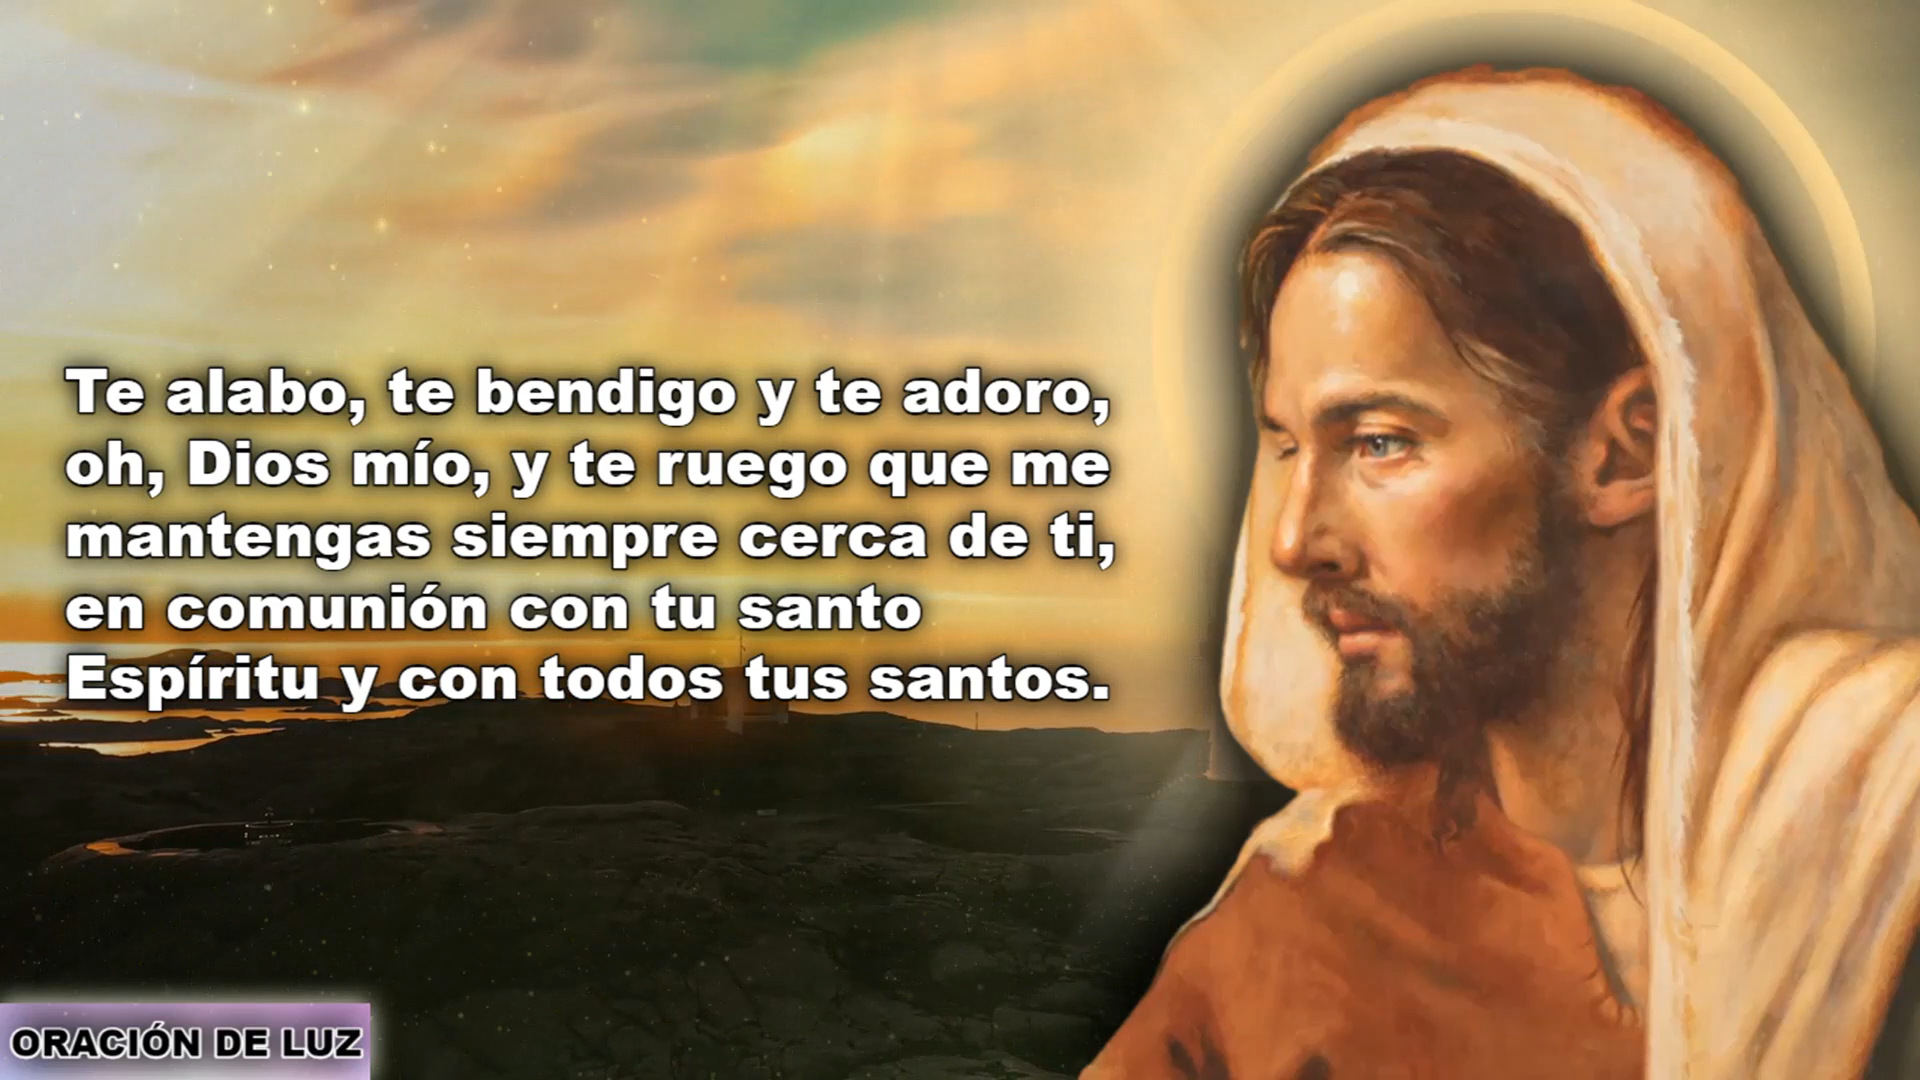 Te alabo, te bendigo y te adoro,
oh, Dios mío, y te ruego que me
mantengas siempre cerca de ti,
en comunión con tu santo
Espíritu y con todos tus santos.
ORACIÓN DE LUZ